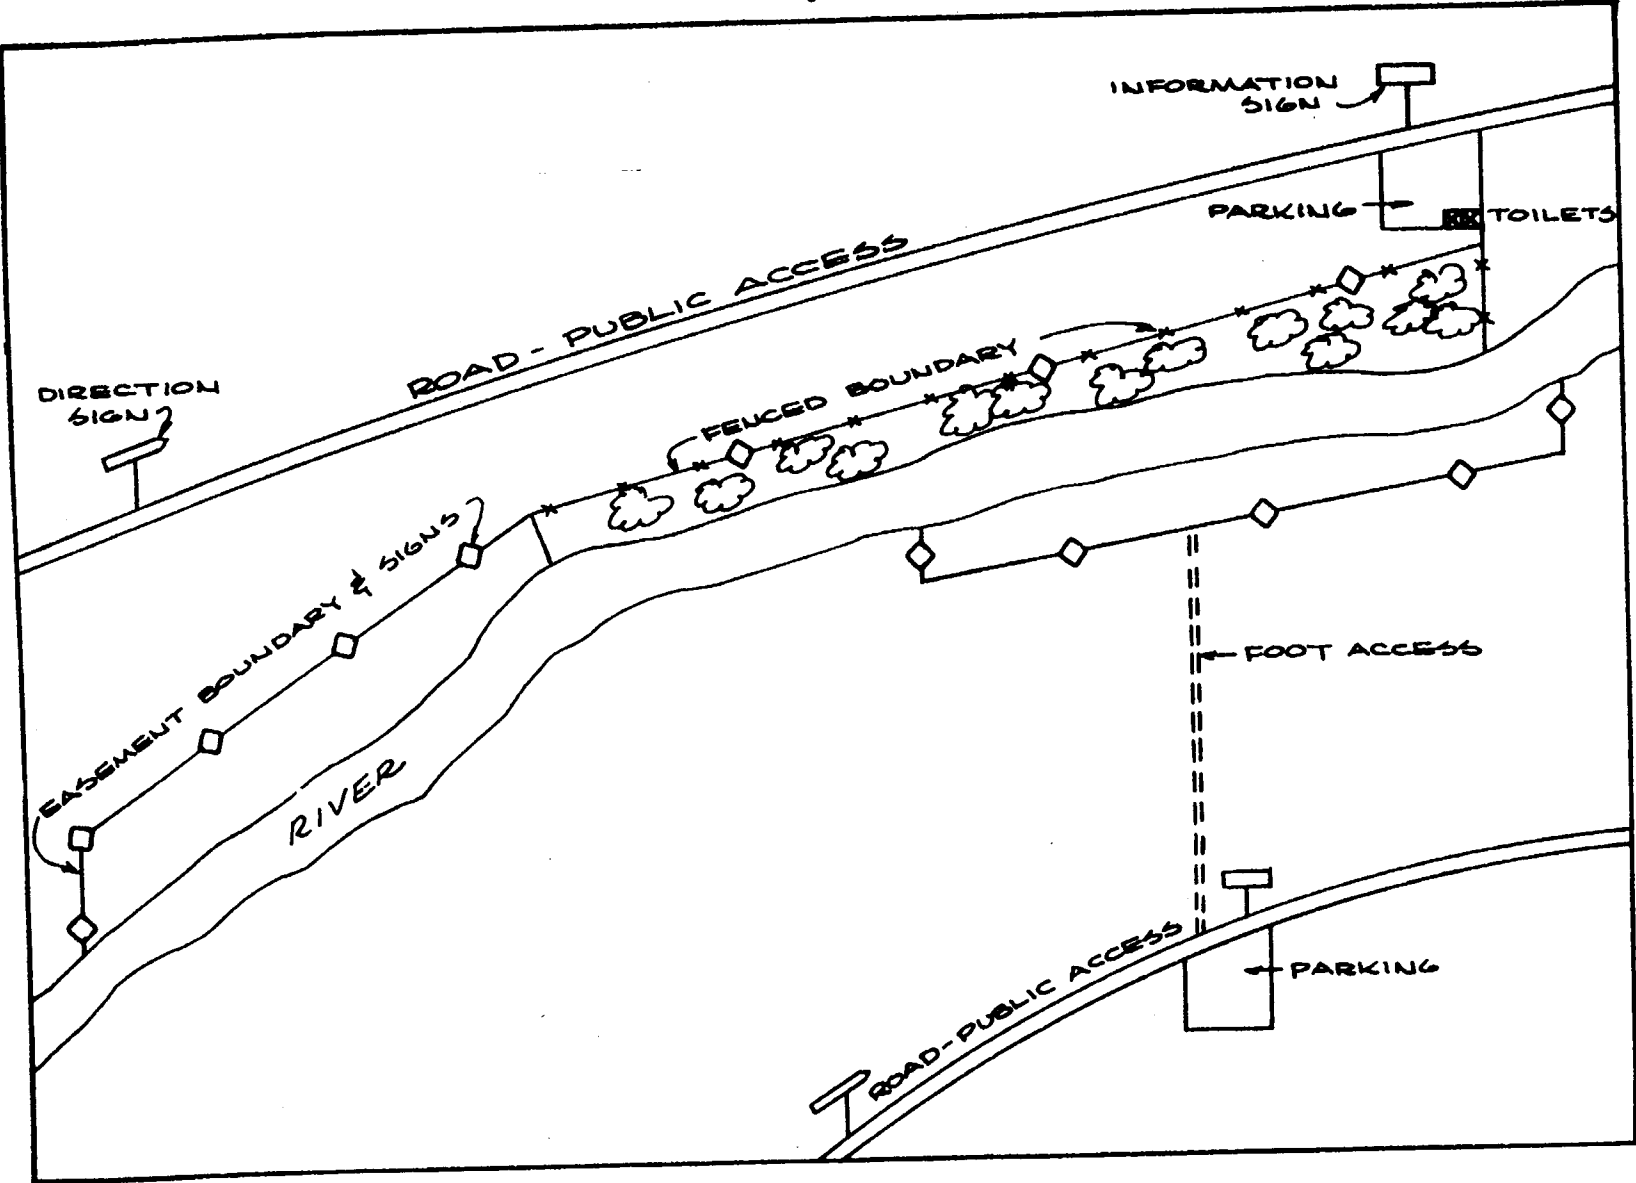 INFORMATION
SIGN
PARKING
TOILETS
ROAD - PUBLIC ACCESS
DIRECTION
SIGN
FENCED BOUNDARY
EASEMENT BOUNDARY & SIGNS
RIVER
FOOT ACCESS
ROAD - PUBLIC ACCESS
PARKING